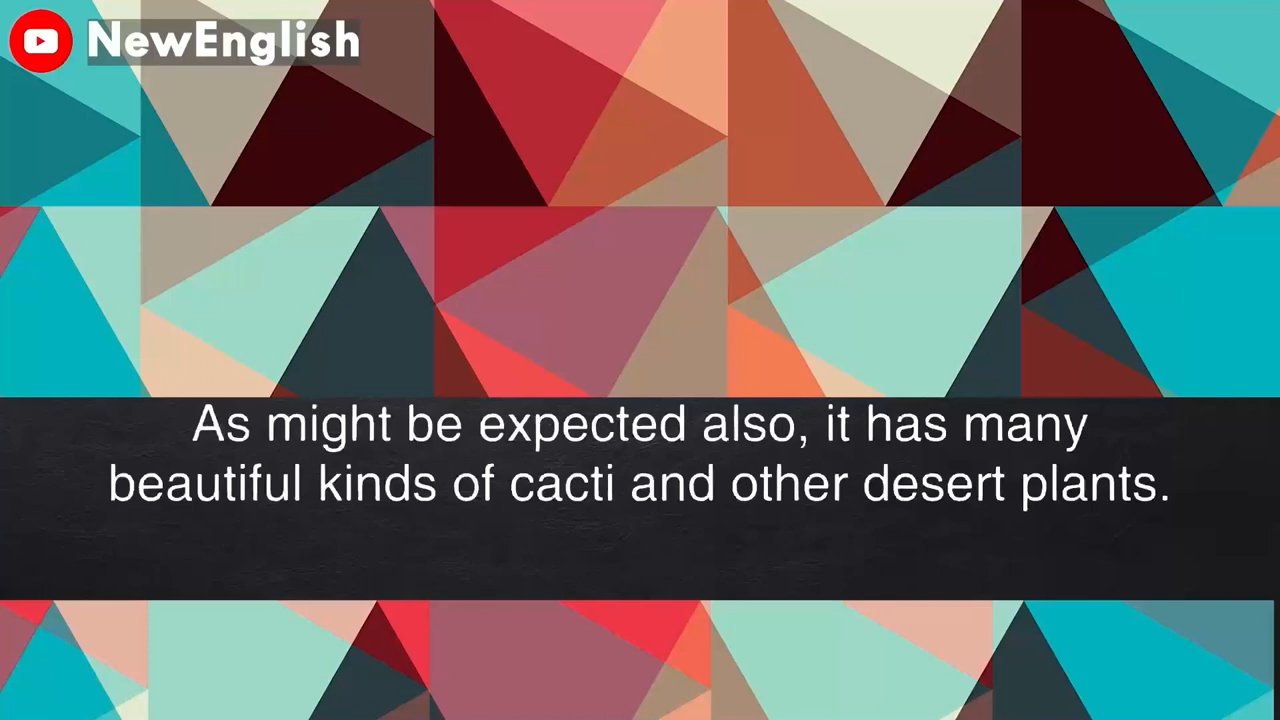 NewEnglish
As might be expected also, it has many
beautiful kinds of cacti and other desert plants.